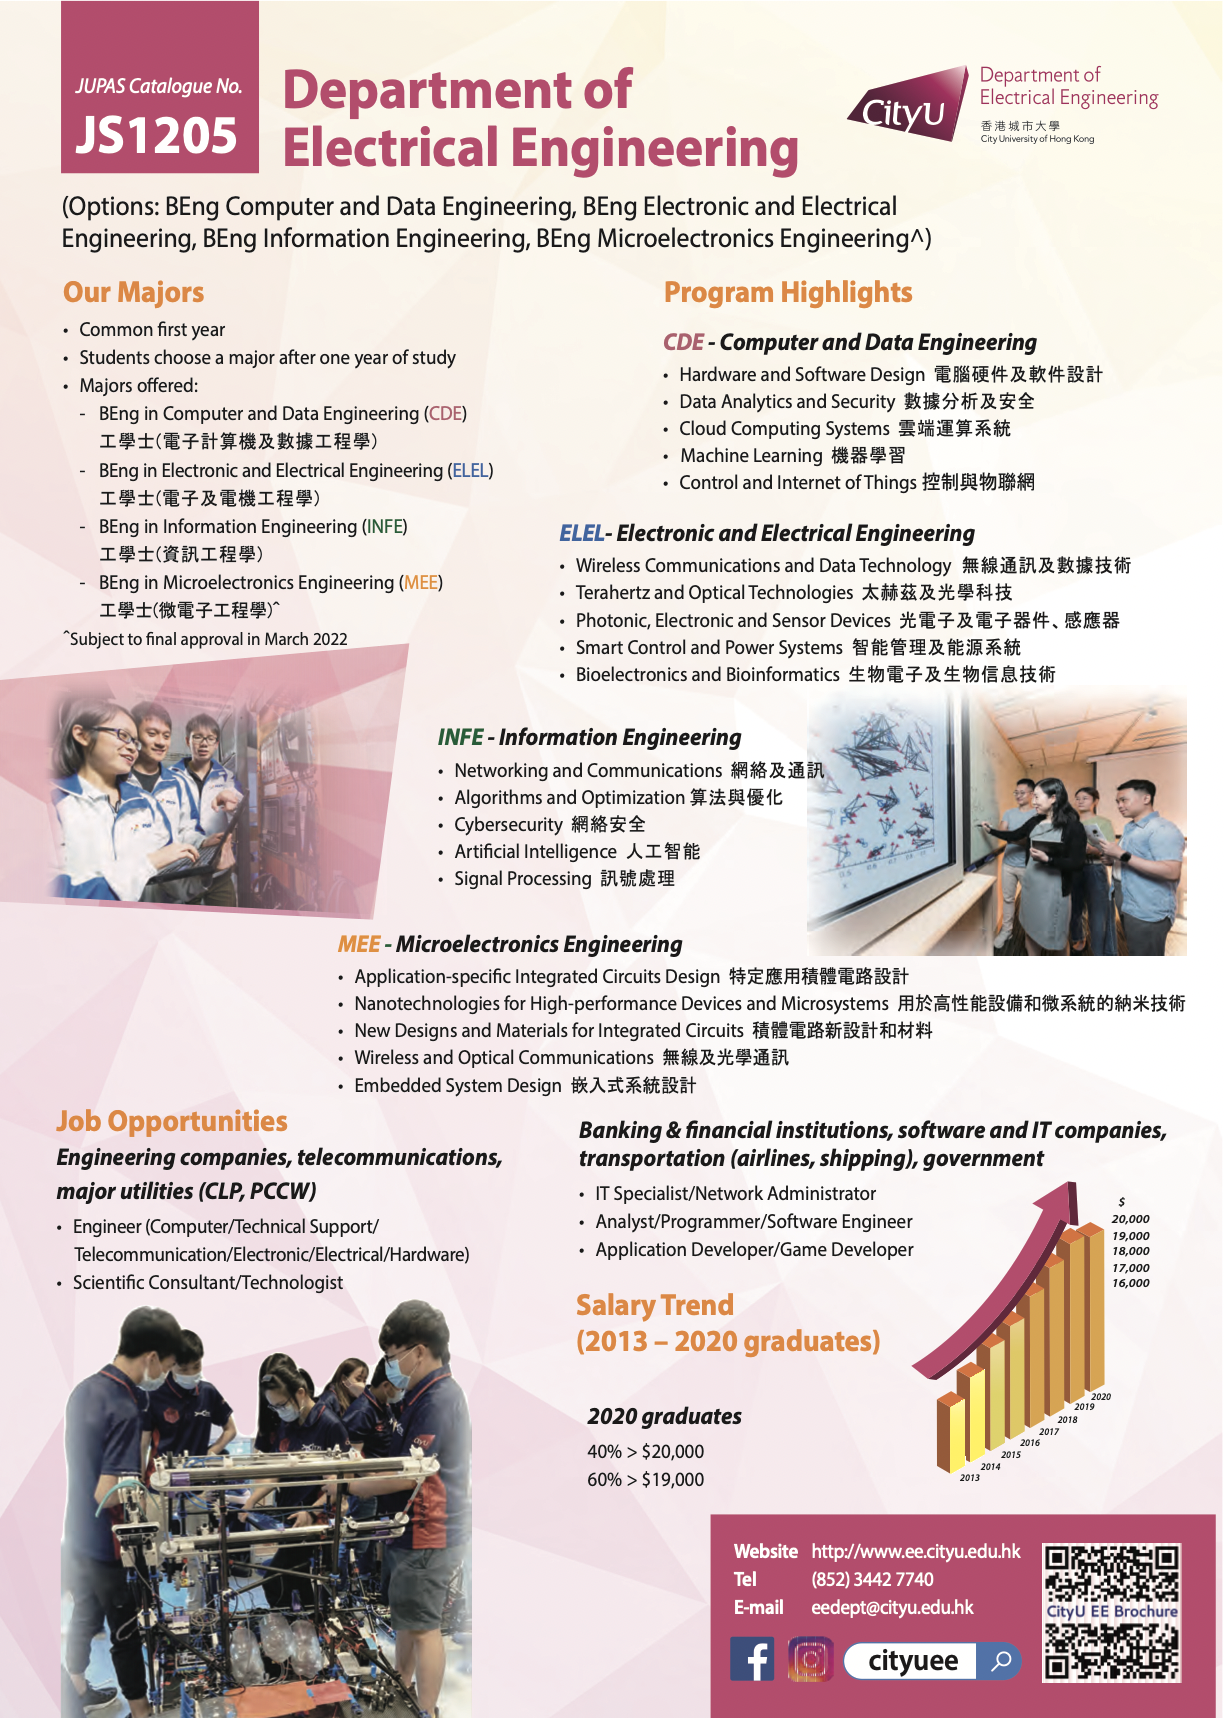 JUPAS Catalogue No.
JS1205
Department of
Electrical Engineering
CityU
Department of
Electrical Engineering
香港城市大學
City University of Hong Kong
(Options: BEng Computer and Data Engineering, BEng Electronic and Electrical
Engineering, BEng Information Engineering, BEng Microelectronics Engineering^)
Our Majors
• Common first year
• Students choose a major after one year of study
• Majors offered:
- BEng in Computer and Data Engineering (CDE)
工學士(電子計算機及數據工程學)
- BEng in Electronic and Electrical Engineering (ELEL)
工學士(電子及電機工程學)
- BEng in Information Engineering (INFE)
工學士(資訊工程學)
- BEng in Microelectronics Engineering (MEE)
工學士(微電子工程學)^
^Subject to final approval in March 2022
Program Highlights
CDE - Computer and Data Engineering
• Hardware and Software Design 電腦硬件及軟件設計
• Data Analytics and Security 數據分析及安全
• Cloud Computing Systems 雲端運算系統
• Machine Learning 機器學習
• Control and Internet of Things 控制與物聯網
ELEL- Electronic and Electrical Engineering
• Wireless Communications and Data Technology 無線通訊及數據技術
• Terahertz and Optical Technologies 太赫茲及光學科技
• Photonic, Electronic and Sensor Devices 光電子及電子器件、感應器
• Smart Control and Power Systems 智能管理及能源系統
• Bioelectronics and Bioinformatics 生物電子及生物信息技術
INFE - Information Engineering
• Networking and Communications 網絡及通訊
• Algorithms and Optimization 算法與優化
• Cybersecurity 網絡安全
• Artificial Intelligence 人工智能
• Signal Processing 訊號處理
MEE - Microelectronics Engineering
• Application-specific Integrated Circuits Design 特定應用積體電路設計
• Nanotechnologies for High-performance Devices and Microsystems 用於高性能設備和微系統的納米技術
• New Designs and Materials for Integrated Circuits 積體電路新設計和材料
• Wireless and Optical Communications 無線及光學通訊
• Embedded System Design 嵌入式系統設計
Job Opportunities
Engineering companies, telecommunications,
major utilities (CLP, PCCW)
• Engineer (Computer/Technical Support/
Telecommunication/Electronic/Electrical/Hardware)
• Scientific Consultant/Technologist
Banking & financial institutions, software and IT companies,
transportation (airlines, shipping), government
• IT Specialist/Network Administrator
• Analyst/Programmer/Software Engineer
• Application Developer/Game Developer
Salary Trend
(2013 – 2020 graduates)
2020 graduates
40% > $20,000
60% > $19,000
$
20,000
19,000
18,000
17,000
16,000
2020
2019
2018
2017
2016
2015
2014
2013
Website http://www.ee.cityu.edu.hk
Tel (852) 3442 7740
E-mail eedept@cityu.edu.hk
cityuee
CityU EE Brochure